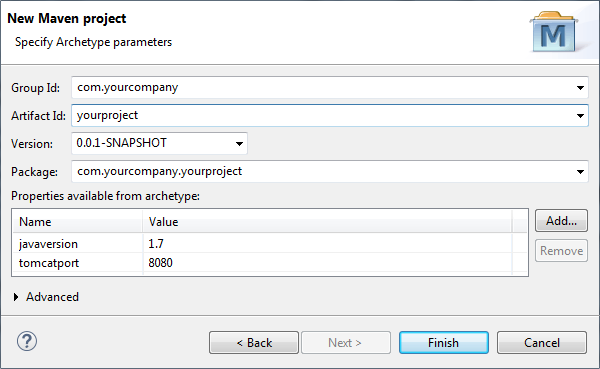 New Maven project
Specify Archetype parameters
M
Group Id: com.yourcompany
Artifact Id: yourproject
Version: 0.0.1-SNAPSHOT
Package: com.yourcompany.yourproject
Properties available from archetype:
Name Value Add...
javaversion 1.7 Remove
tomcatport 8080
Advanced
? < Back Next > Finish Cancel